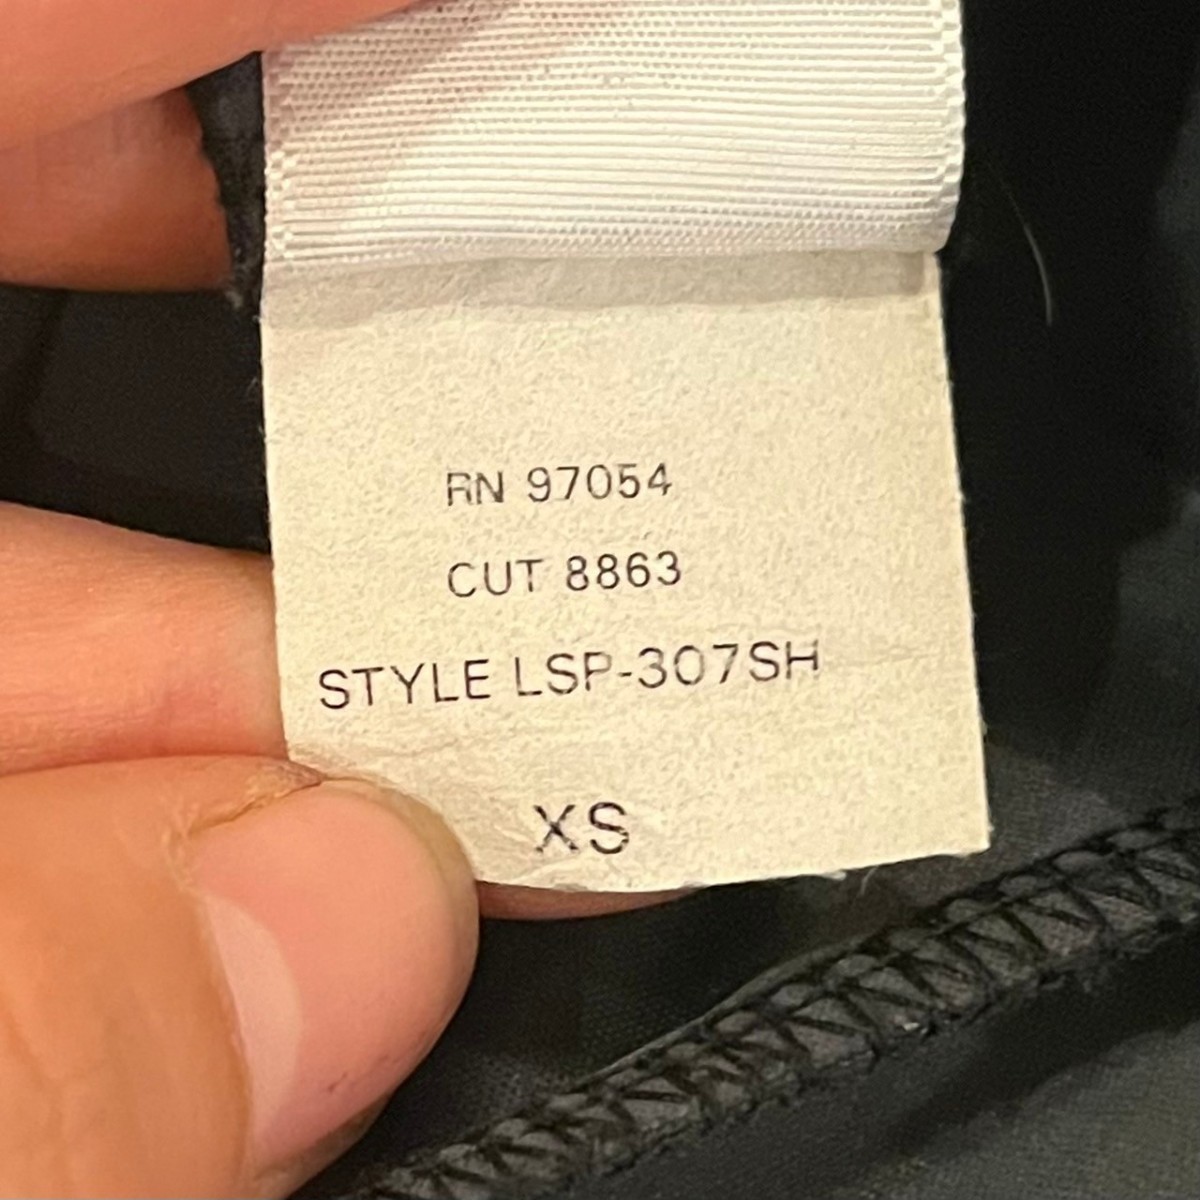 RN 97054
CUT 8863
STYLE LSP-307SH
XS